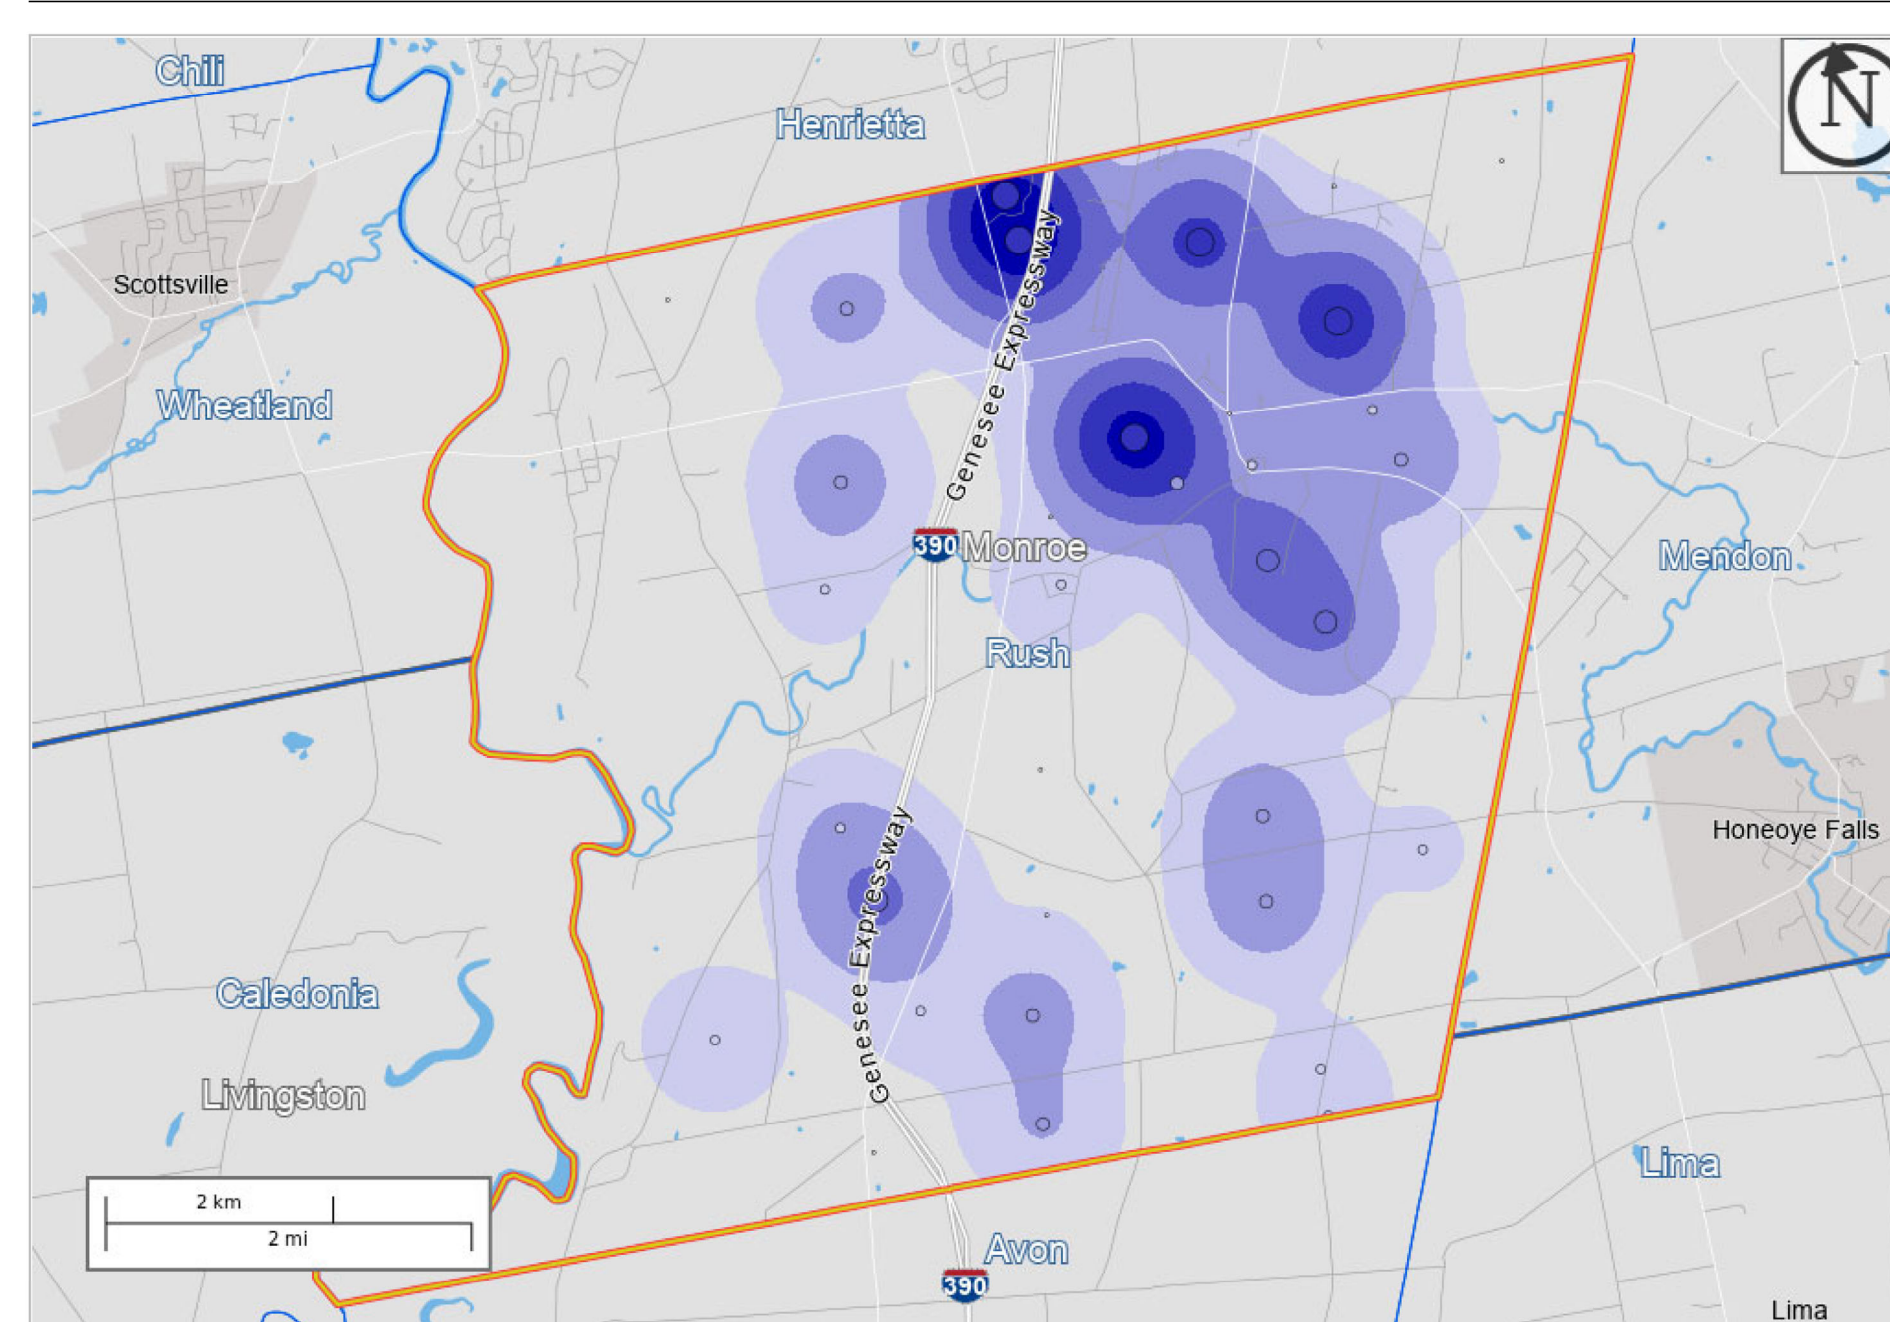 Chili
N
Henrietta
Genesee Expressway
Scottsville
Wheatland
390
Monroe
Mendon
Rush
Honeoye Falls
Genesee Expressway
Caledonia
Livingston
Lima
2 km
2 mi
Avon
390
Lima